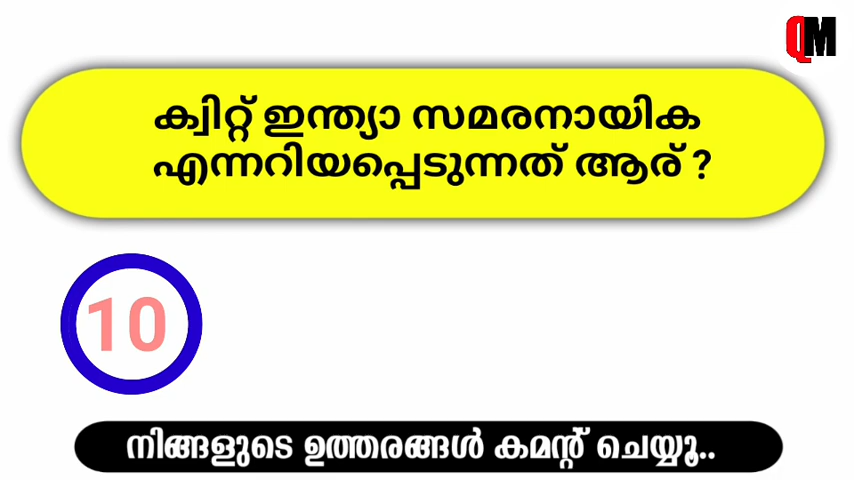 QM
ക്വിറ്റ് ഇന്ത്യാ സമരനായിക
എന്നറിയപ്പെടുന്നത് ആര് ?
10
നിങ്ങളുടെ ഉത്തരങ്ങൾ കമന്റ് ചെയ്യൂ..